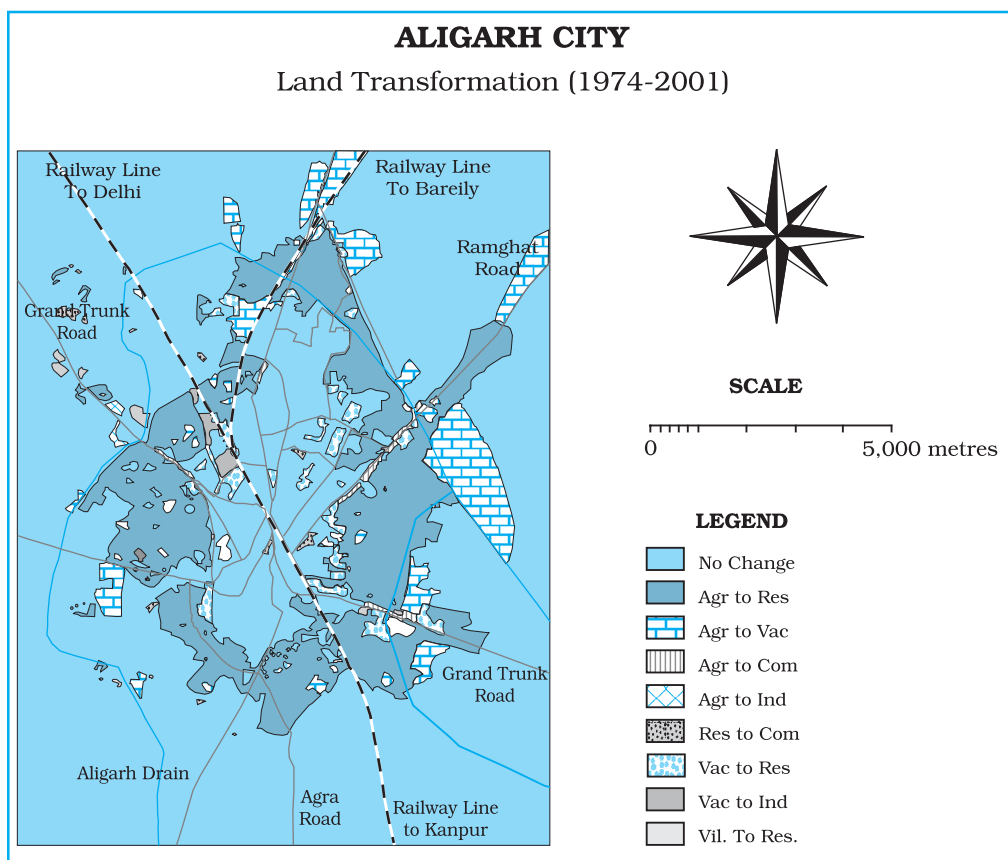 ALIGARH CITY
Land Transformation (1974-2001)
Railway Line
To Delhi
Railway Line
To Bareily
Ramghat
Road
Grand Trunk
Road
SCALE
0
5,000 metres
LEGEND
No Change
Agr to Res
Agr to Vac
Agr to Com
Agr to Ind
Res to Com
Vac to Res
Vac to Ind
Vil. To Res.
Grand Trunk
Road
Aligarh Drain
Agra
Road
Railway Line
to Kanpur